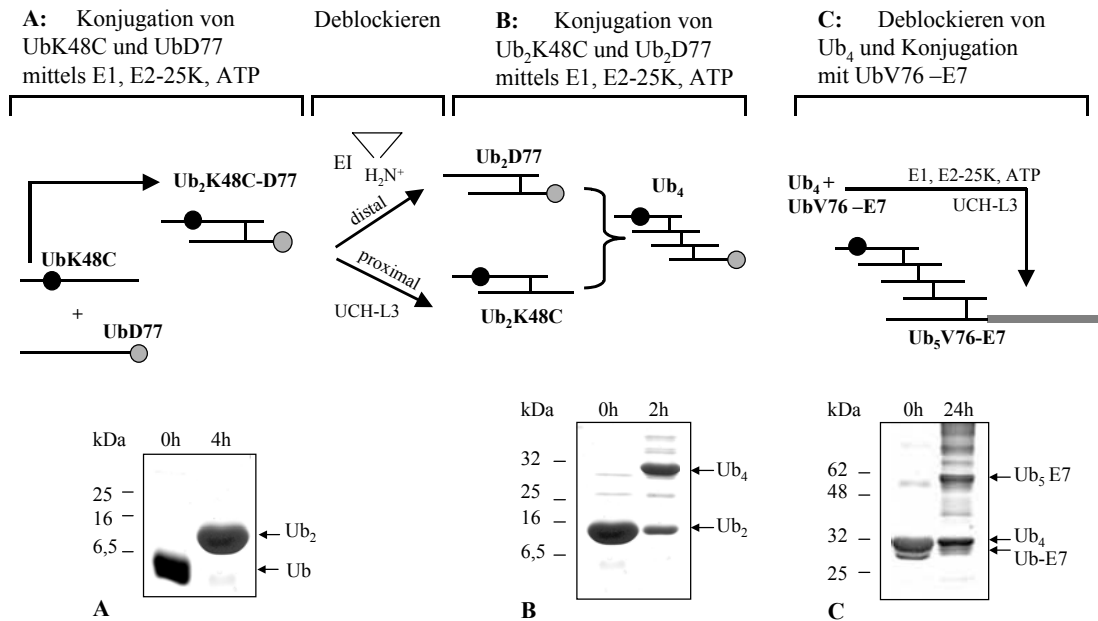 A: Konjugation von
UbK48C und UbD77
mittels E1, E2-25K, ATP
Deblockieren
B: Konjugation von
Ub₂K48C und Ub₂D77
mittels E1, E2-25K, ATP
C: Deblockieren von
Ub₄ und Konjugation
mit UbV76 –E7
Ub₂K48C-D77
UbK48C
+
UbD77
EI
H₂N⁺
distal
proximal
UCH-L3
Ub₂D77
Ub₂K48C
Ub₄
Ub₄ +
UbV76 –E7
E1, E2-25K, ATP
UCH-L3
Ub₅V76-E7
kDa 0h 4h
25
16
6,5
Ub₂
Ub
A
kDa 0h 2h
32
25
16
6,5
Ub₄
Ub₂
B
kDa 0h 24h
62
48
32
25
Ub₅ E7
Ub₄
Ub-E7
C